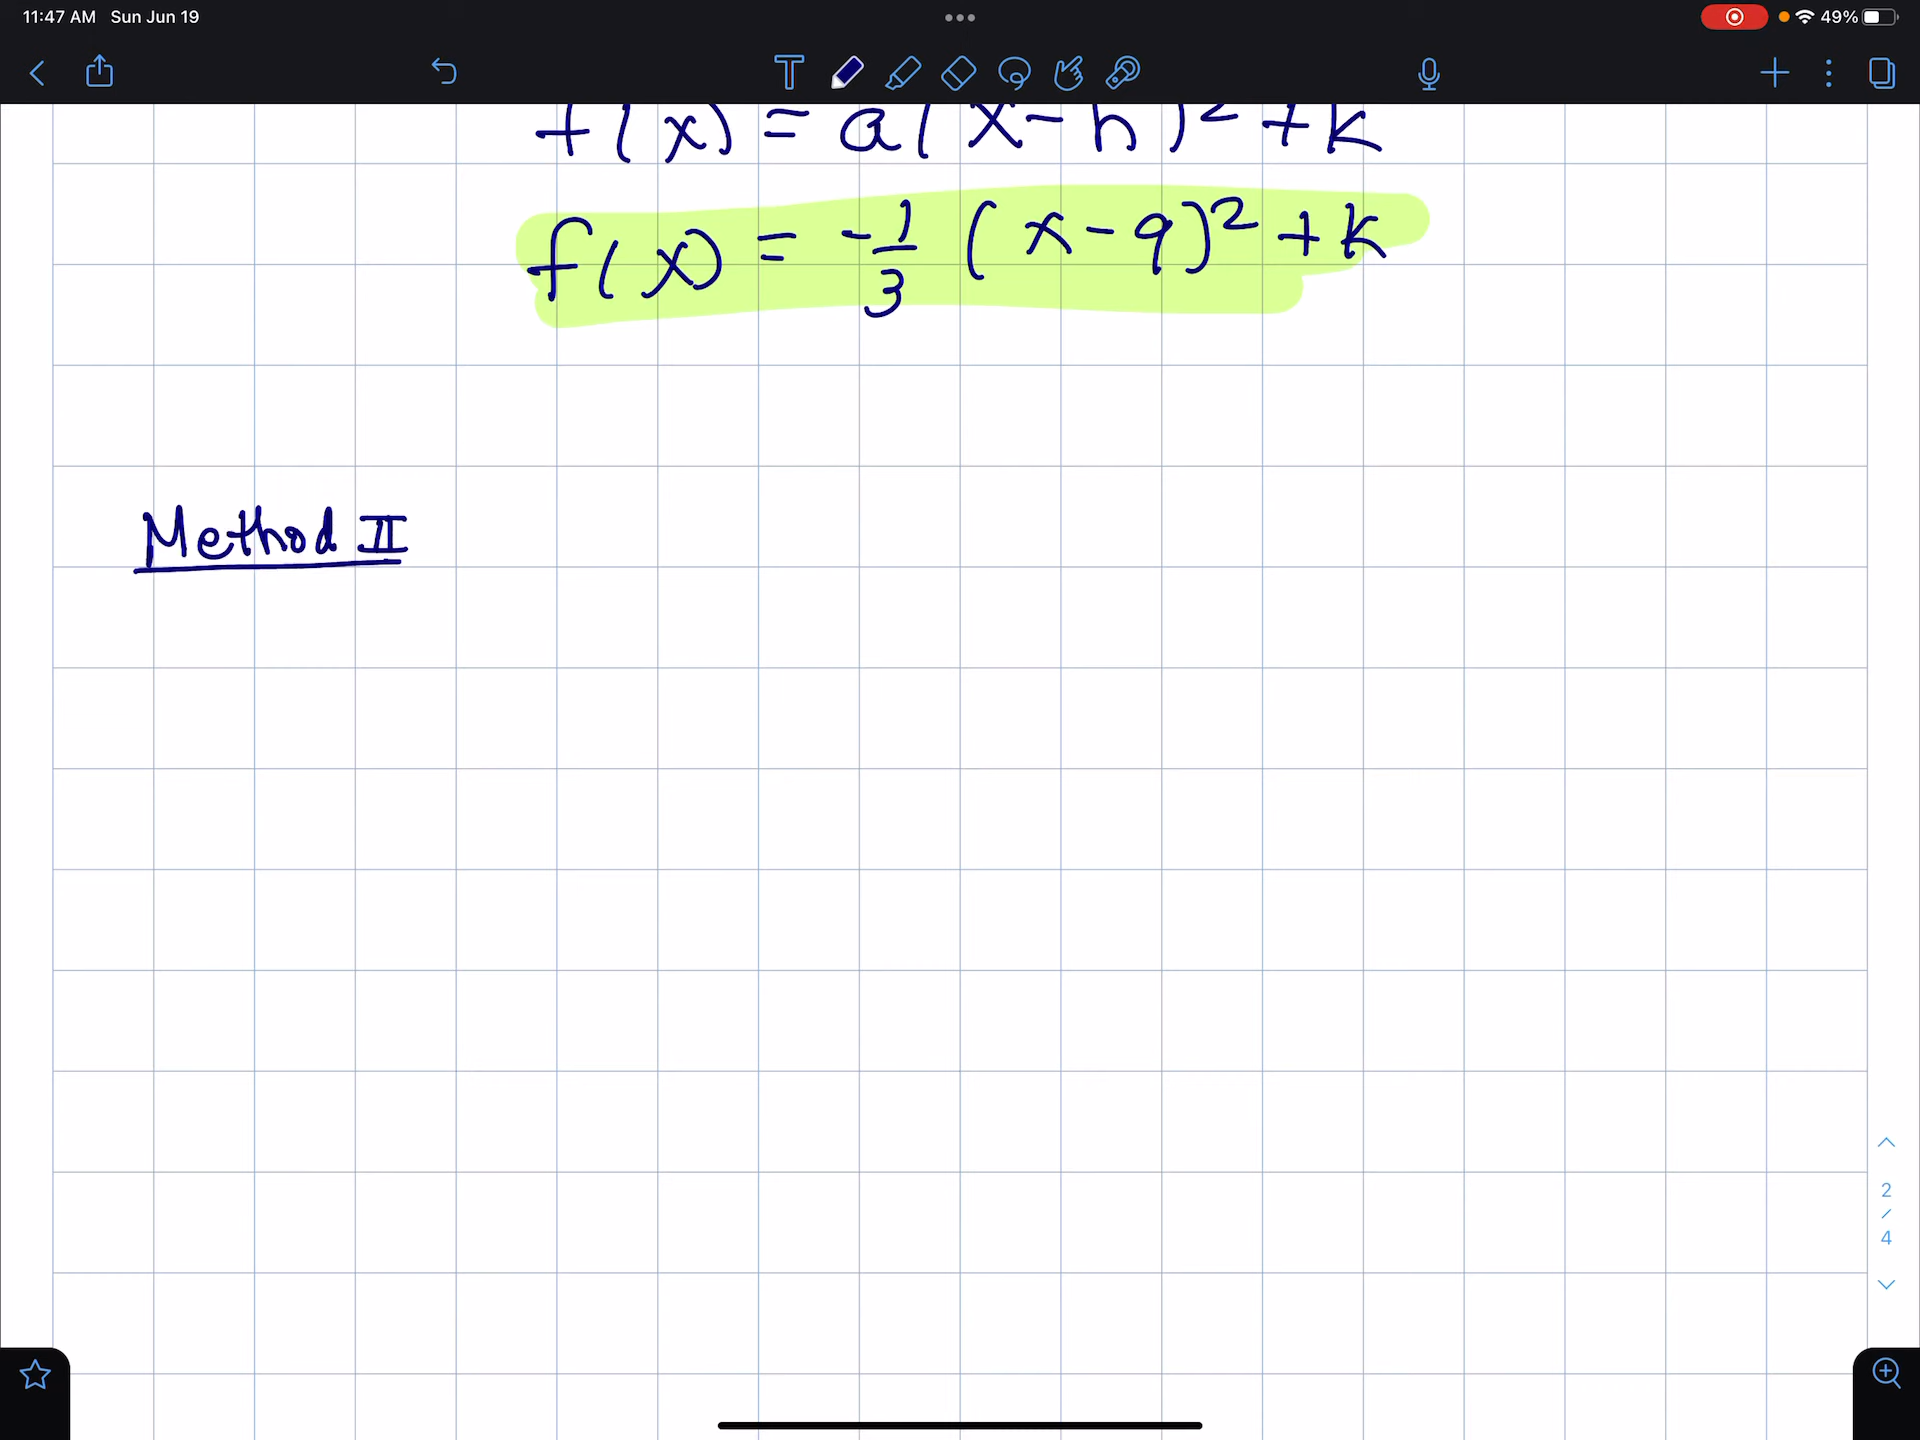 11:47 AM Sun Jun 19
49%
f(x) = a(x-h)² + k
f(x) = -1/3 (x-9)² + k
Method II
2
/
4